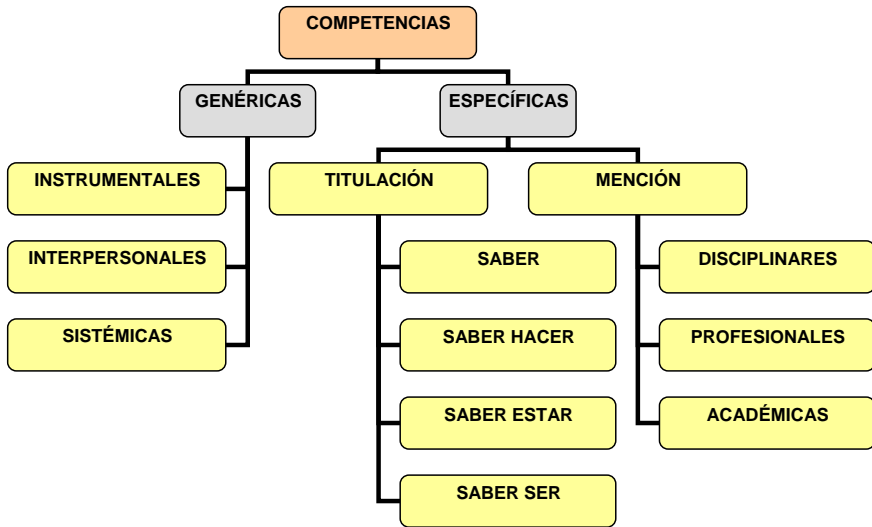 COMPETENCIAS
GENÉRICAS
ESPECÍFICAS
INSTRUMENTALES
TITULACIÓN
MENCIÓN
INTERPERSONALES
SABER
DISCIPLINARES
SISTÉMICAS
SABER HACER
PROFESIONALES
SABER ESTAR
ACADÉMICAS
SABER SER